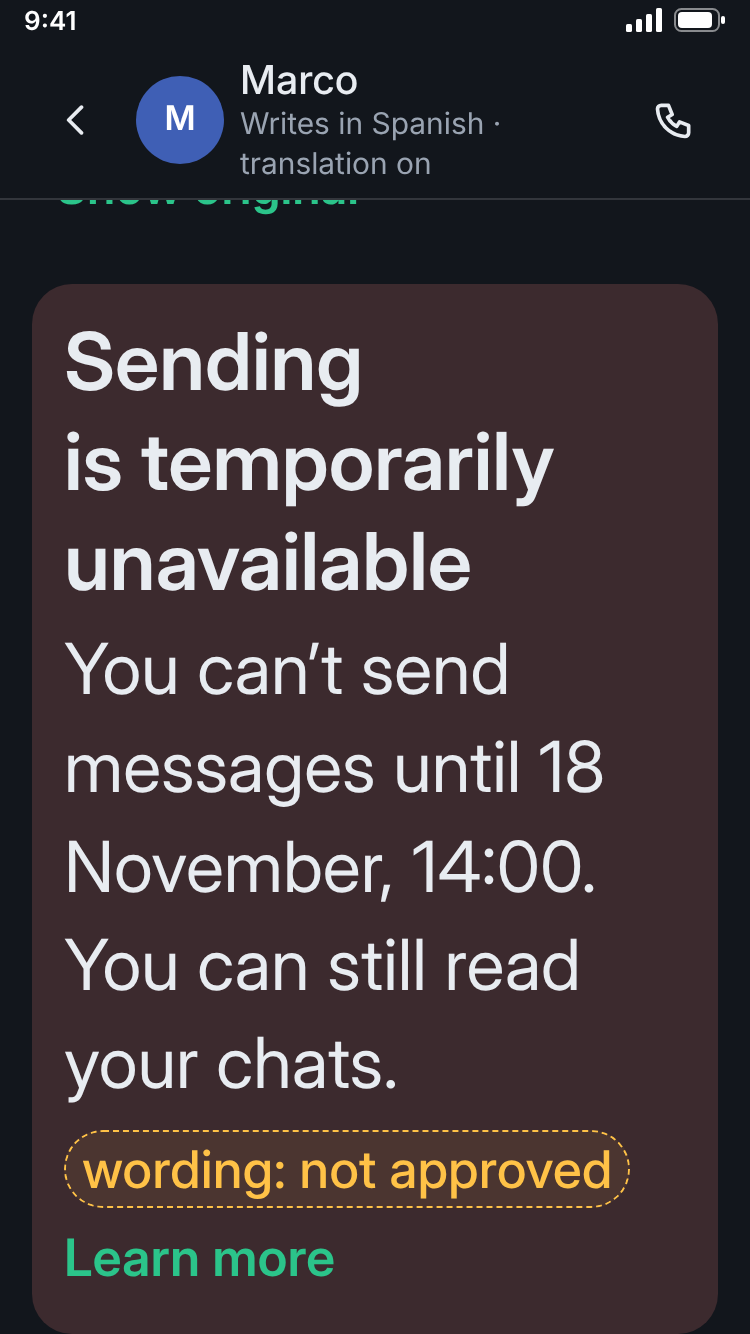 9:41
M
Marco
Writes in Spanish ·
translation on
Sending
is temporarily
unavailable
You can’t send
messages until 18
November, 14:00.
You can still read
your chats.
wording: not approved
Learn more